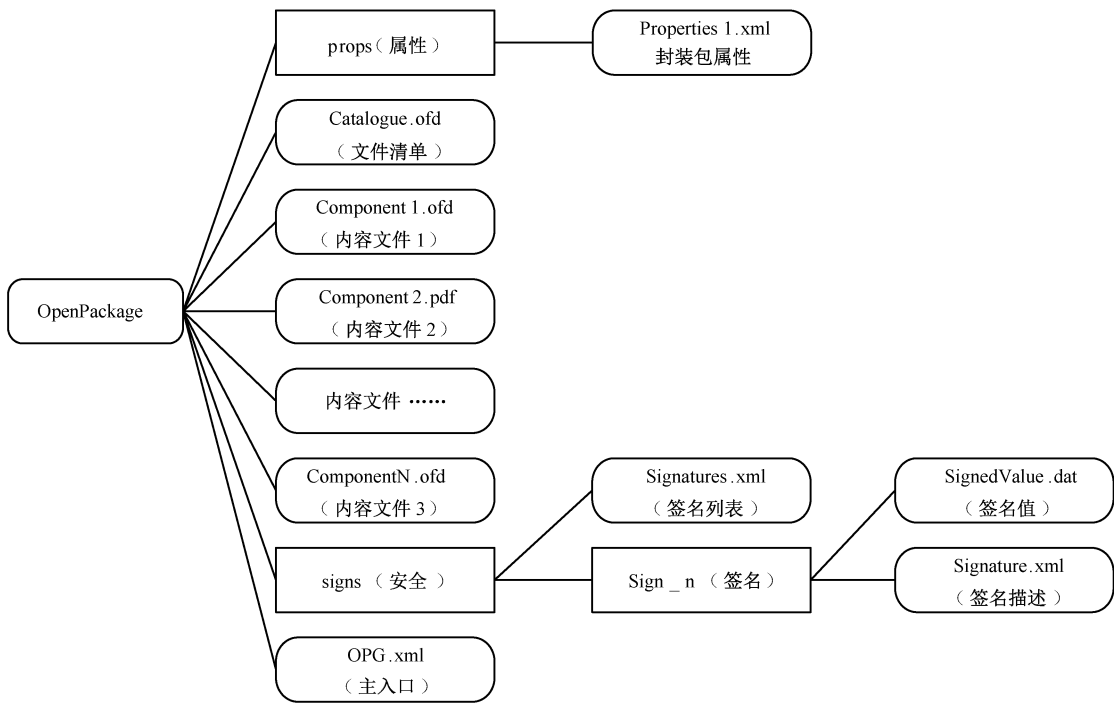 props（属性）
Properties 1.xml
封装包属性
Catalogue.ofd
（文件清单）
Component 1.ofd
（内容文件 1）
OpenPackage
Component 2.pdf
（内容文件 2）
内容文件 ……
ComponentN.ofd
（内容文件 3）
Signatures.xml
（签名列表）
SignedValue.dat
（签名值）
signs （安全）
Sign _ n （签名）
Signature.xml
（签名描述）
OPG.xml
（主入口）